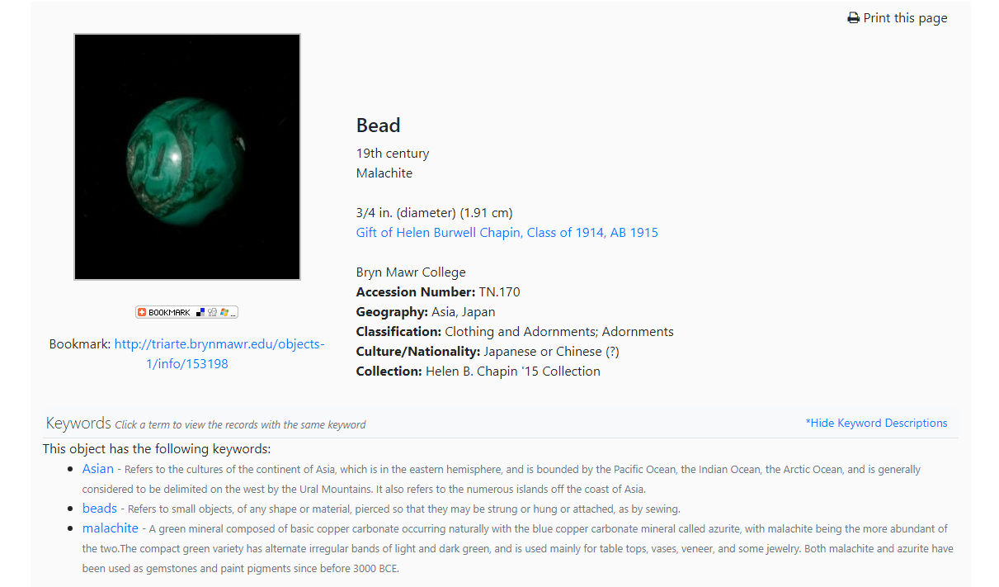 Print this page
Bead
19th century
Malachite
3/4 in. (diameter) (1.91 cm)
Gift of Helen Burwell Chapin, Class of 1914, AB 1915
Bryn Mawr College
Accession Number: TN.170
Geography: Asia, Japan
Classification: Clothing and Adornments; Adornments
Culture/Nationality: Japanese or Chinese (?)
Collection: Helen B. Chapin '15 Collection
BOOKMARK ...
Bookmark: http://triarte.brynmawr.edu/objects-
1/info/153198
Keywords Click a term to view the records with the same keyword
*Hide Keyword Descriptions
This object has the following keywords:
• Asian - Refers to the cultures of the continent of Asia, which is in the eastern hemisphere, and is bounded by the Pacific Ocean, the Indian Ocean, the Arctic Ocean, and is generally
considered to be delimited on the west by the Ural Mountains. It also refers to the numerous islands off the coast of Asia.
• beads - Refers to small objects, of any shape or material, pierced so that they may be strung or hung or attached, as by sewing.
• malachite - A green mineral composed of basic copper carbonate occurring naturally with the blue copper carbonate mineral called azurite, with malachite being the more abundant of
the two.The compact green variety has alternate irregular bands of light and dark green, and is used mainly for table tops, vases, veneer, and some jewelry. Both malachite and azurite have
been used as gemstones and paint pigments since before 3000 BCE.